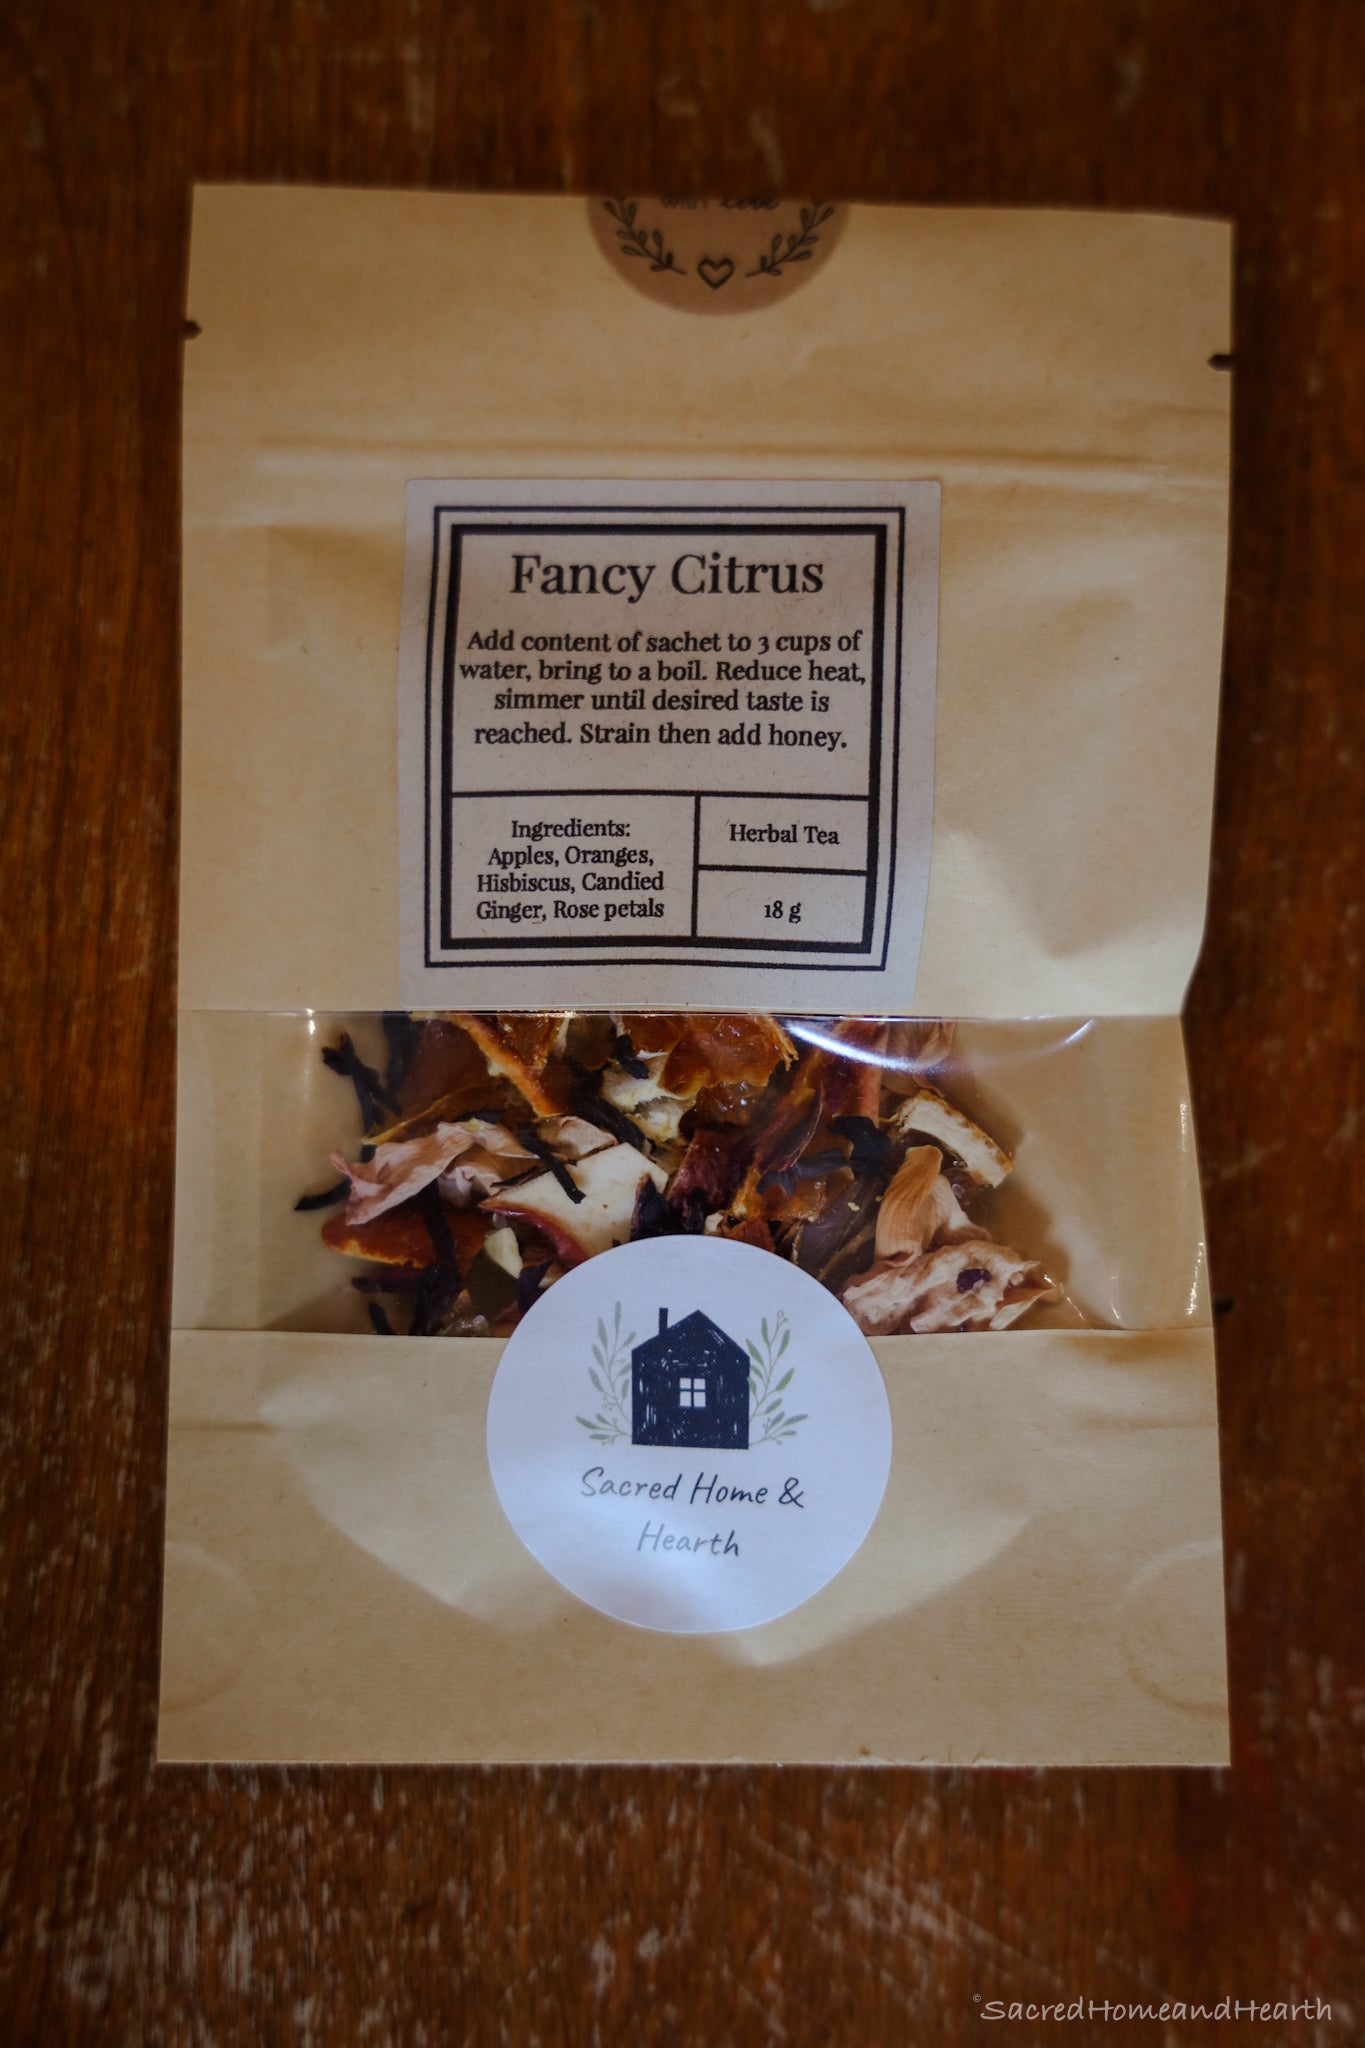 with love
Fancy Citrus
Add content of sachet to 3 cups of
water, bring to a boil. Reduce heat,
simmer until desired taste is
reached. Strain then add honey.
Ingredients:
Apples, Oranges,
Hisbiscus, Candied
Ginger, Rose petals
Herbal Tea
18 g
Sacred Home &
Hearth
©SacredHomeandHearth